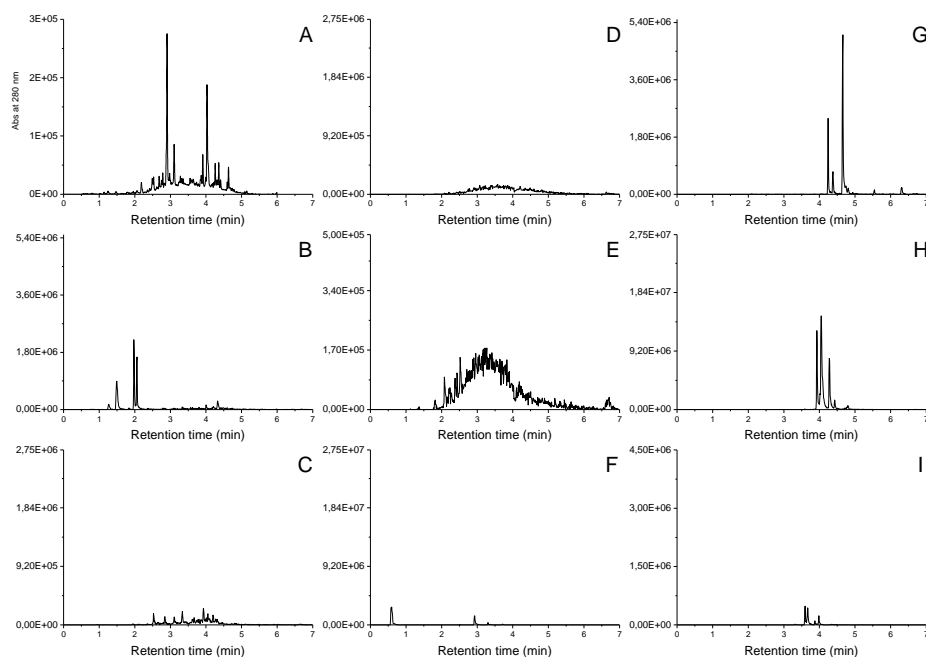 3E+05
A
2E+05
Abs at 280 nm
1E+05
0E+00
0 1 2 3 4 5 6 7
Retention time (min)
2,75E+06
D
1,84E+06
9,20E+05
0,00E+00
0 1 2 3 4 5 6 7
Retention time (min)
5,40E+06
G
3,60E+06
1,80E+06
0,00E+00
0 1 2 3 4 5 6 7
Retention time (min)
5,40E+06
B
3,60E+06
1,80E+06
0,00E+00
0 1 2 3 4 5 6 7
Retention time (min)
5,00E+05
E
3,40E+05
1,70E+05
0,00E+00
0 1 2 3 4 5 6 7
Retention time (min)
2,75E+07
H
1,84E+07
9,20E+06
0,00E+00
0 1 2 3 4 5 6 7
Retention time (min)
2,75E+06
C
1,84E+06
9,20E+05
0,00E+00
0 1 2 3 4 5 6 7
Retention time (min)
2,75E+07
F
1,84E+07
9,20E+06
0,00E+00
0 1 2 3 4 5 6 7
Retention time (min)
4,50E+06
I
3,00E+06
1,50E+06
0,00E+00
0 1 2 3 4 5 6 7
Retention time (min)